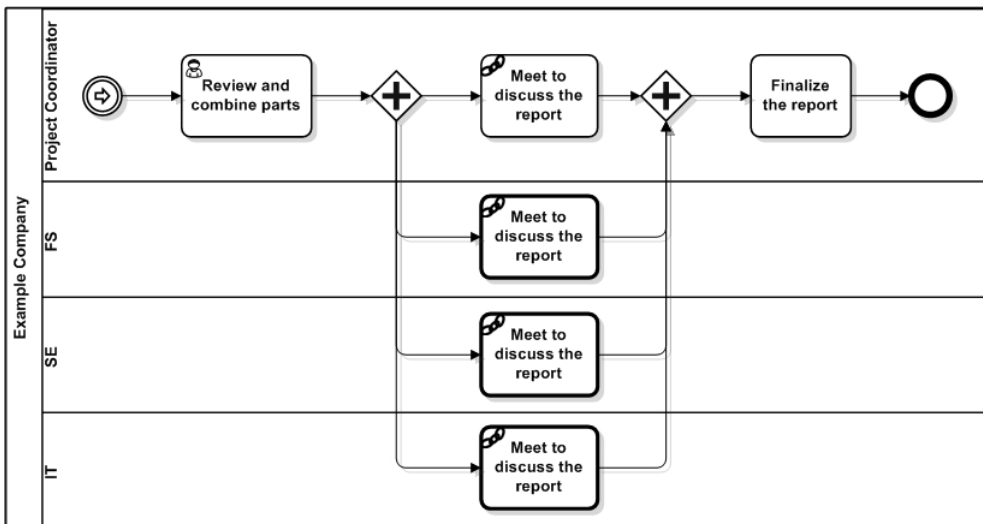 Example Company
Project Coordinator
Review and
combine parts
Meet to
discuss the
report
Finalize
the report
FS
Meet to
discuss the
report
SE
Meet to
discuss the
report
IT
Meet to
discuss the
report